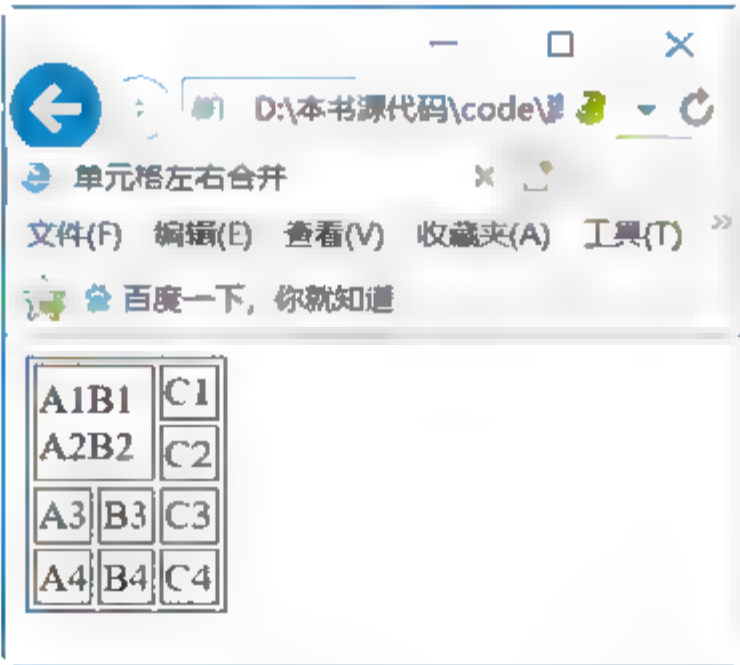 D:\本书源代码\code\
单元格左右合并
文件(F) 编辑(E) 查看(V) 收藏夹(A) 工具(T) »
百度一下，你就知道
A1B1 C1
A2B2 C2
A3 B3 C3
A4 B4 C4